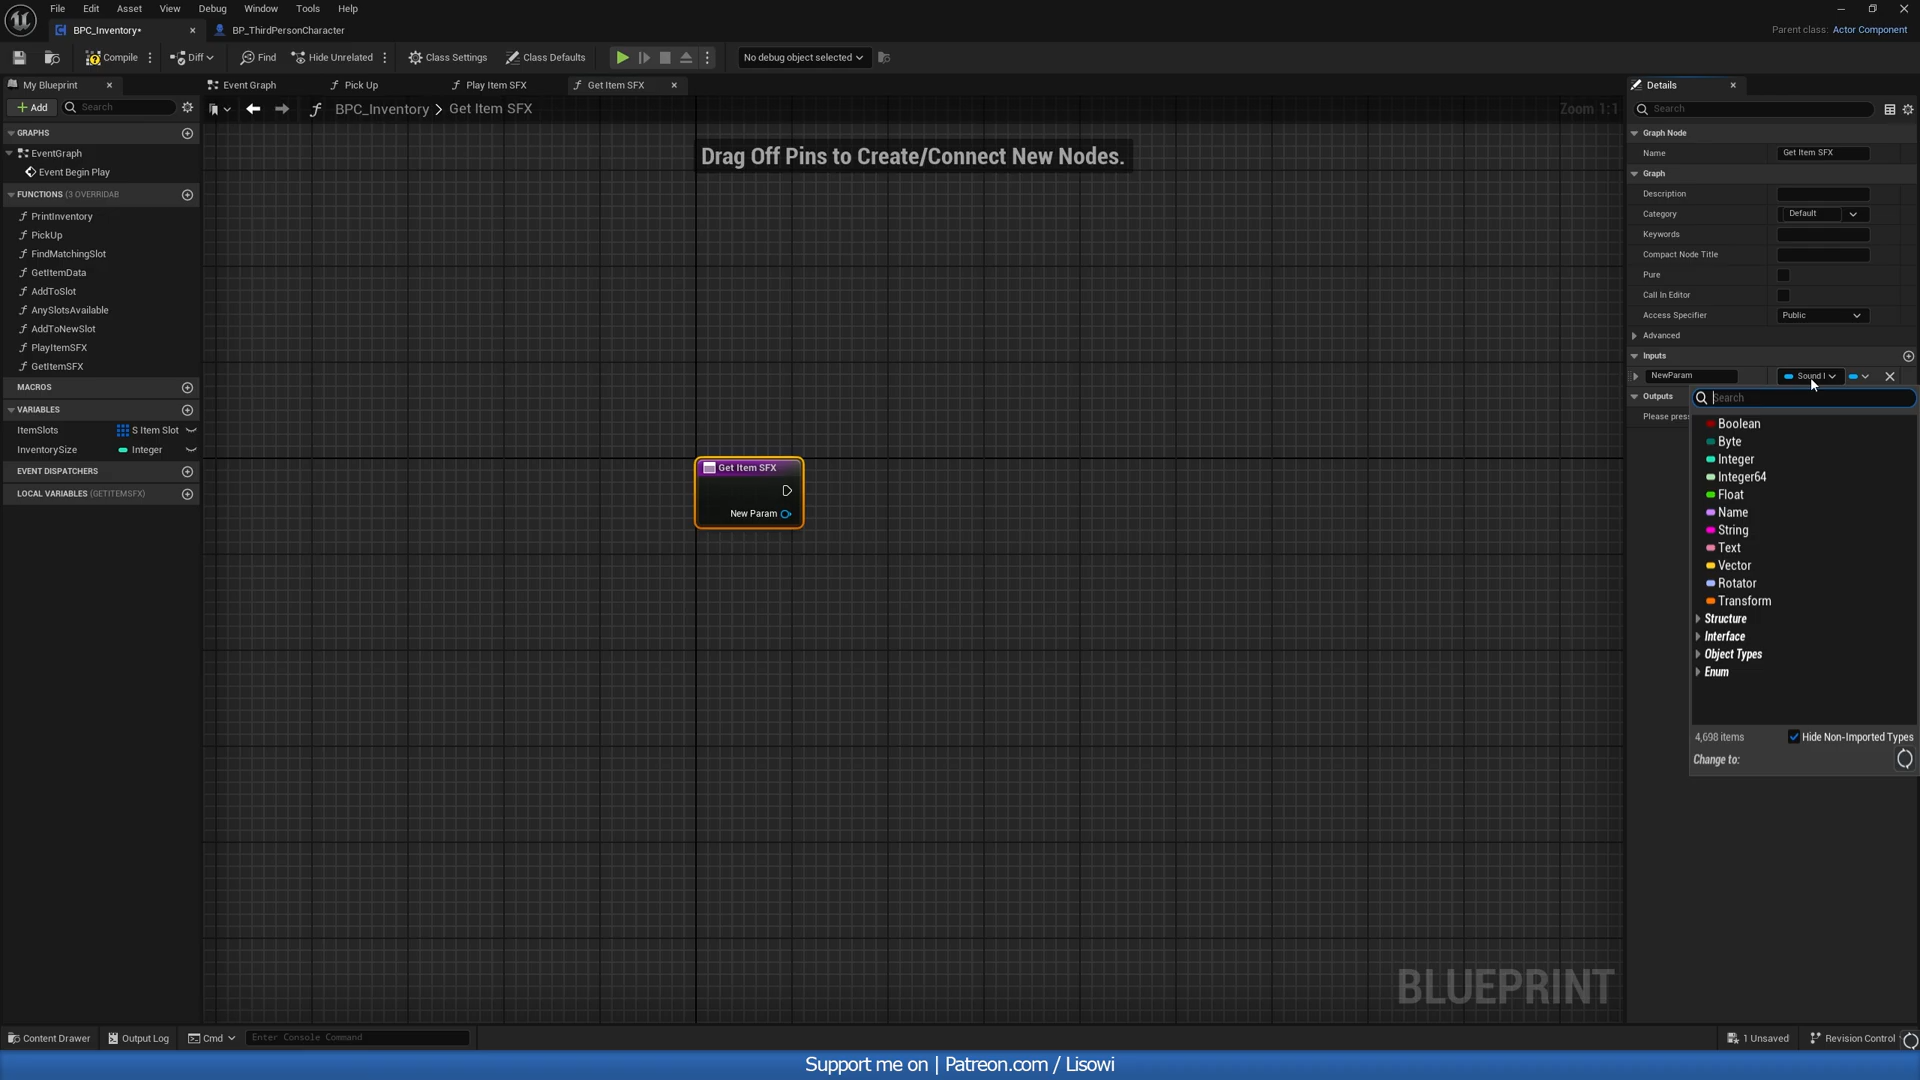 File Edit Asset View Debug Window Tools Help
BPC_Inventory• BP_ThirdPersonCharacter
Parent class: Actor Component
Compile Diff Find Hide Unrelated Class Settings Class Defaults No debug object selected
My Blueprint Event Graph Pick Up Play Item SFX Get Item SFX Details
Add Search BPC_Inventory > Get Item SFX Zoom 1:1 Search
Drag Off Pins to Create/Connect New Nodes.
GRAPHS
EventGraph
Event Begin Play
FUNCTIONS (3 OVERRIDAB
PrintInventory
PickUp
FindMatchingSlot
GetItemData
AddToSlot
AnySlotsAvailable
AddToNewSlot
PlayItemSFX
GetItemSFX
MACROS
VARIABLES
ItemSlots S Item Slot
InventorySize Integer
EVENT DISPATCHERS
LOCAL VARIABLES (GETITEMSFX)
Get Item SFX
New Param
BLUEPRINT
Graph Node
Name Get Item SFX
Graph
Description
Category Default
Keywords
Compact Node Title
Pure
Call In Editor
Access Specifier Public
Advanced
Inputs
NewParam Sound
Outputs
Please pres
Search
Boolean
Byte
Integer
Integer64
Float
Name
String
Text
Vector
Rotator
Transform
Structure
Interface
Object Types
Enum
4,698 items Hide Non-Imported Types
Change to:
Content Drawer Output Log Cmd Enter Console Command 1 Unsaved Revision Control
Support me on | Patreon.com / Lisowi